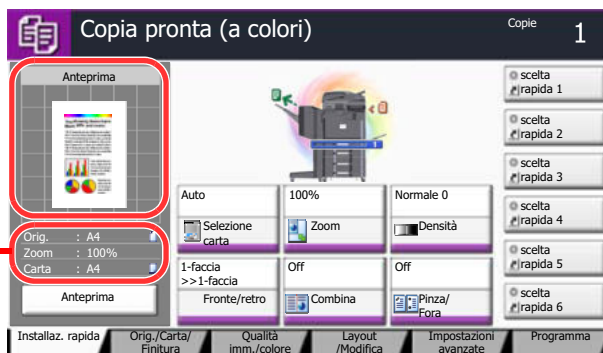 Copia pronta (a colori)
Copie
1
Anteprima
Orig. : A4
Zoom : 100%
Carta : A4
Anteprima
1
Auto
Selezione
carta
100%
Zoom
Normale 0
Densità
1-faccia
>>1-faccia
Fronte/retro
Off
Combina
Off
Pinza/
Fora
scelta
rapida 1
scelta
rapida 2
scelta
rapida 3
scelta
rapida 4
scelta
rapida 5
scelta
rapida 6
Installaz. rapida
Orig./Carta/
Finitura
Qualità
imm./colore
Layout
/Modifica
Impostazioni
avanzate
Programma